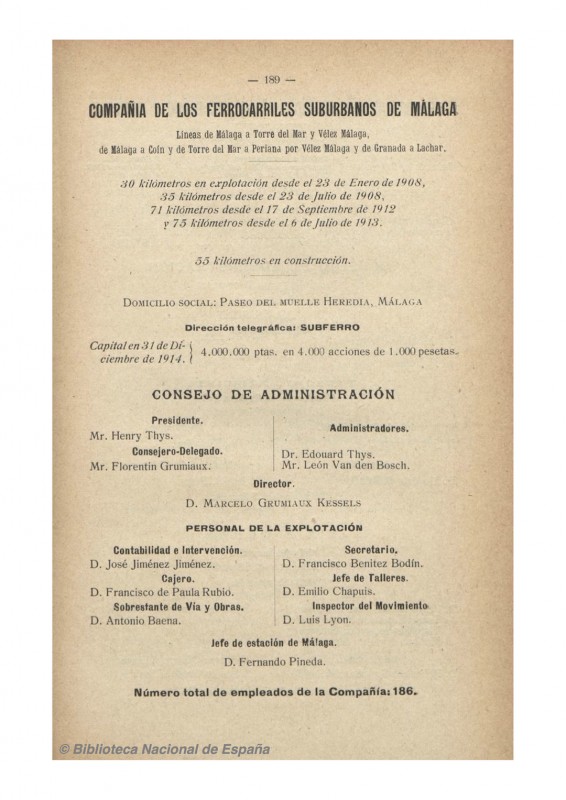 — 189 —
COMPAÑIA DE LOS FERROCARRILES SUBURBANOS DE MÁLAGA
Líneas de Málaga a Torre del Mar y Vélez Málaga,
de Málaga a Coín y de Torre del Mar a Periana por Vélez Málaga y de Granada a Lachar.
30 kilómetros en explotación desde el 23 de Enero de 1908,
35 kilómetros desde el 23 de Julio de 1908,
71 kilómetros desde el 17 de Septiembre de 1912
y 75 kilómetros desde el 6 de Julio de 1913.
55 kilómetros en construcción.
DOMICILIO SOCIAL: PASEO DEL MUELLE HEREDIA, MÁLAGA
Dirección telegráfica: SUBFERRO
Capital en 31 de Di-
ciembre de 1914.
4.000.000 ptas. en 4.000 acciones de 1.000 pesetas.
CONSEJO DE ADMINISTRACIÓN
Presidente.
Mr. Henry Thys.
Consejero-Delegado.
Mr. Florentin Grumiaux.
Administradores.
Dr. Edouard Thys.
Mr. León Van den Bosch.
Director.
D. MARCELO GRUMIAUX KESSELS
PERSONAL DE LA EXPLOTACIÓN
Contabilidad e Intervención.
D. José Jiménez Jiménez.
Cajero.
D. Francisco de Paula Rubio.
Sobrestante de Vía y Obras.
D. Antonio Baena.
Secretario.
D. Francisco Benitez Bodín.
Jefe de Talleres.
D. Emilio Chapuis.
Inspector del Movimiento
D. Luis Lyon.
Jefe de estación de Málaga.
D. Fernando Pineda.
Número total de empleados de la Compañía: 186.
© Biblioteca Nacional de España